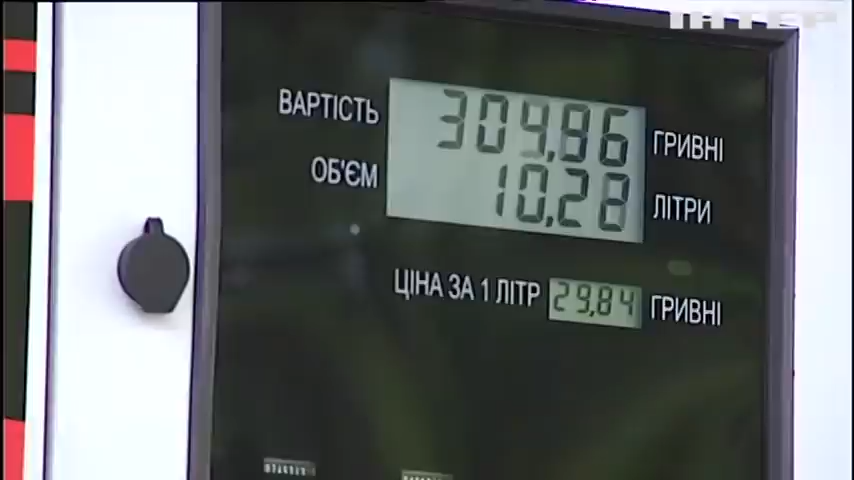 ІНТЕР
ВАРТІСТЬ 304,86 ГРИВНІ
ОБ'ЄМ 10,28 ЛІТРИ
ЦІНА ЗА 1 ЛІТР 29,84 ГРИВНІ